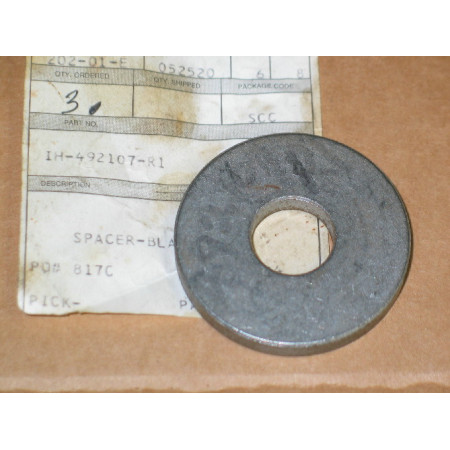 202-01-F 052520 6 8
QTY. ORDERED QTY. SHIPPED PACKAGE CODE
3. SCC
PART NO.
IH-492107-R1
DESCRIPTION
SPACER-BLA
PO# 817C
PICK-